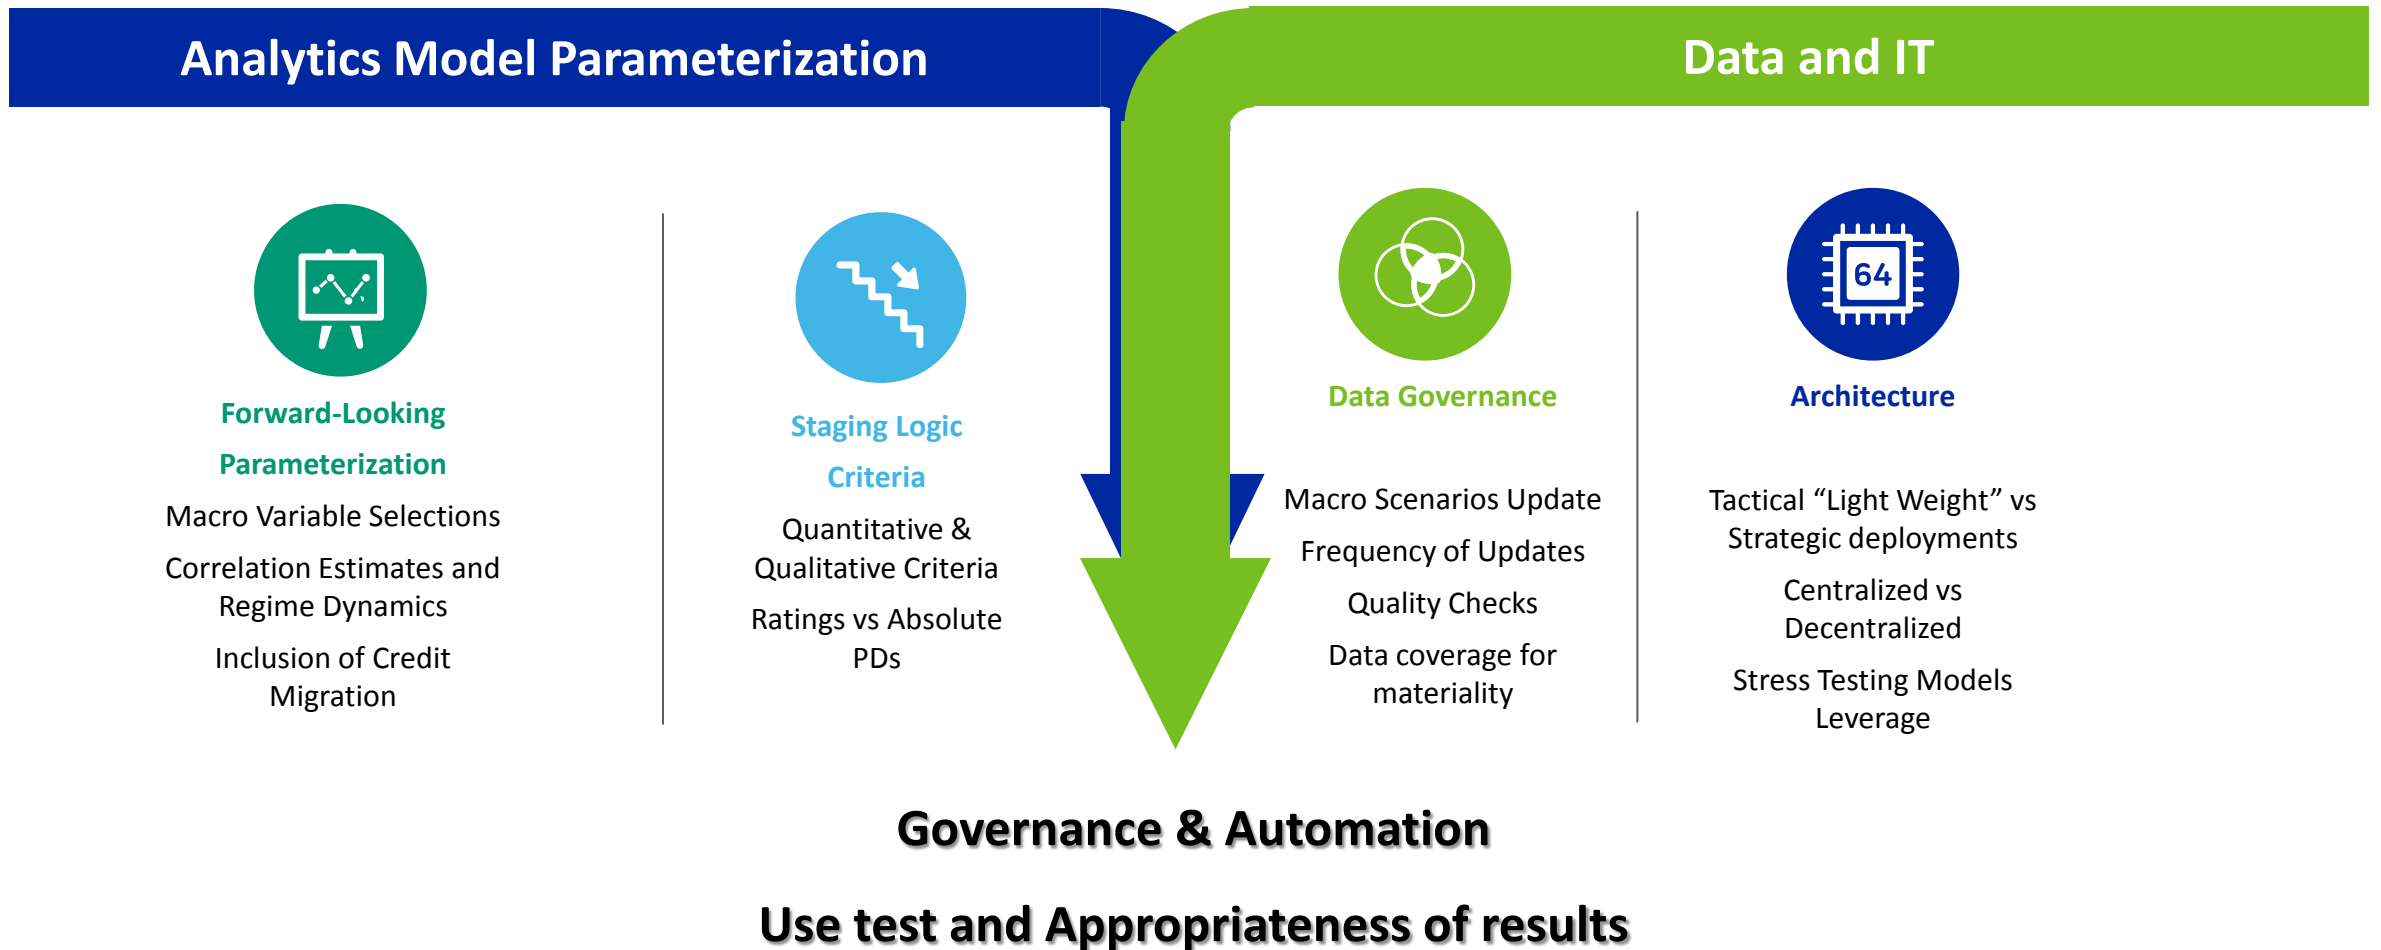 Analytics Model Parameterization
Data and IT
Forward-Looking
Parameterization
Macro Variable Selections
Correlation Estimates and
Regime Dynamics
Inclusion of Credit
Migration
Staging Logic
Criteria
Quantitative &
Qualitative Criteria
Ratings vs Absolute
PDs
Data Governance
Macro Scenarios Update
Frequency of Updates
Quality Checks
Data coverage for
materiality
64
Architecture
Tactical “Light Weight” vs
Strategic deployments
Centralized vs
Decentralized
Stress Testing Models
Leverage
Governance & Automation
Use test and Appropriateness of results